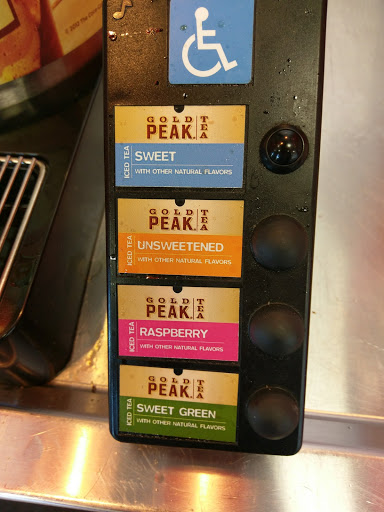 GOLD PEAK. TEA
ICED TEA
SWEET
WITH OTHER NATURAL FLAVORS
GOLD PEAK. TEA
ICED TEA
UNSWEETENED
WITH OTHER NATURAL FLAVORS
GOLD PEAK. TEA
ICED TEA
RASPBERRY
WITH OTHER NATURAL FLAVORS
GOLD PEAK. TEA
ICED TEA
SWEET GREEN
WITH OTHER NATURAL FLAVORS